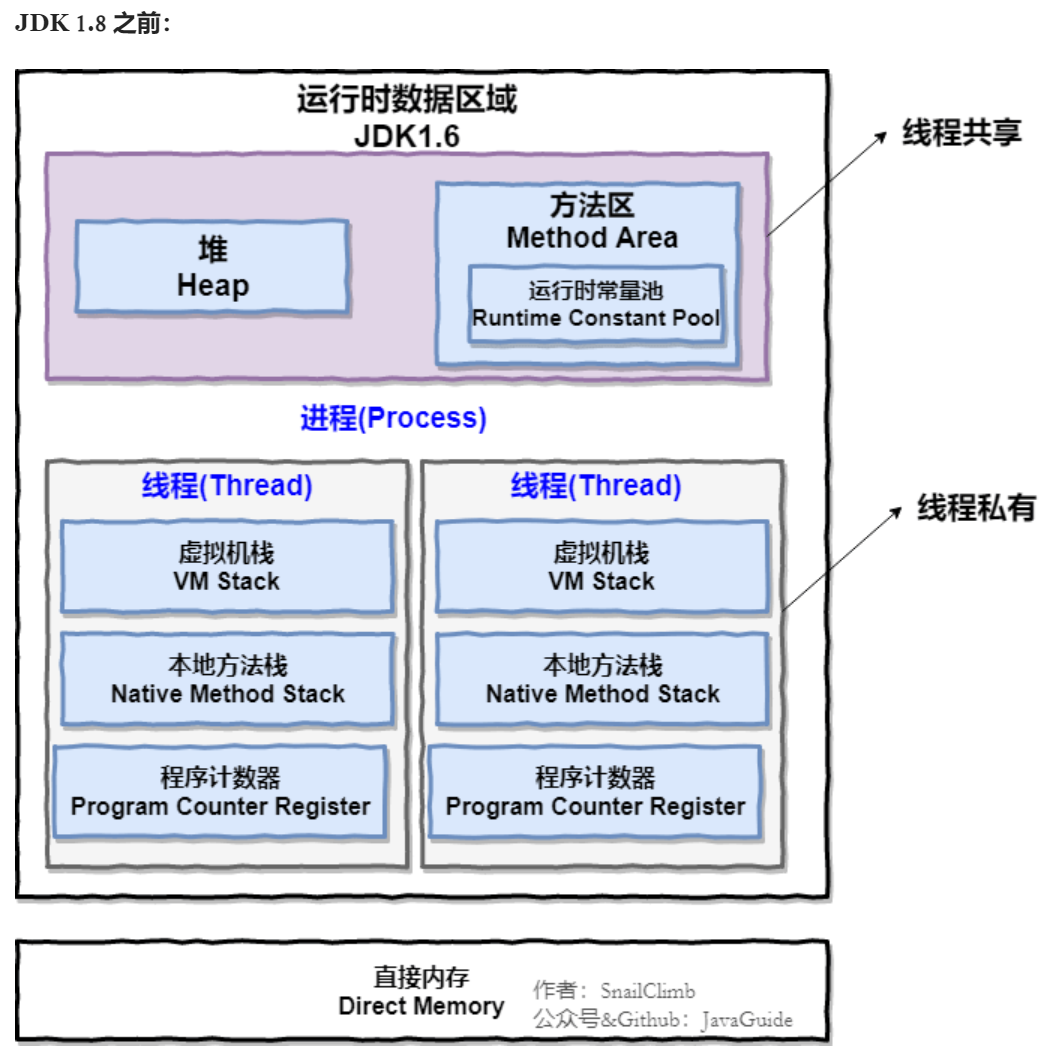 JDK 1.8 之前：
运行时数据区域
JDK1.6
线程共享
堆
Heap
方法区
Method Area
运行时常量池
Runtime Constant Pool
进程(Process)
线程(Thread)
虚拟机栈
VM Stack
本地方法栈
Native Method Stack
程序计数器
Program Counter Register
线程(Thread)
虚拟机栈
VM Stack
本地方法栈
Native Method Stack
程序计数器
Program Counter Register
线程私有
直接内存
Direct Memory
作者：SnailClimb
公众号&Github：JavaGuide